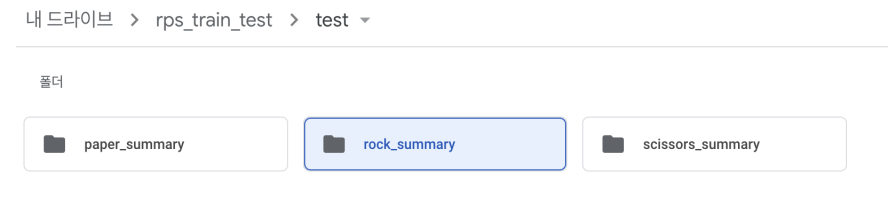 내 드라이브 > rps_train_test > test
폴더
paper_summary rock_summary scissors_summary